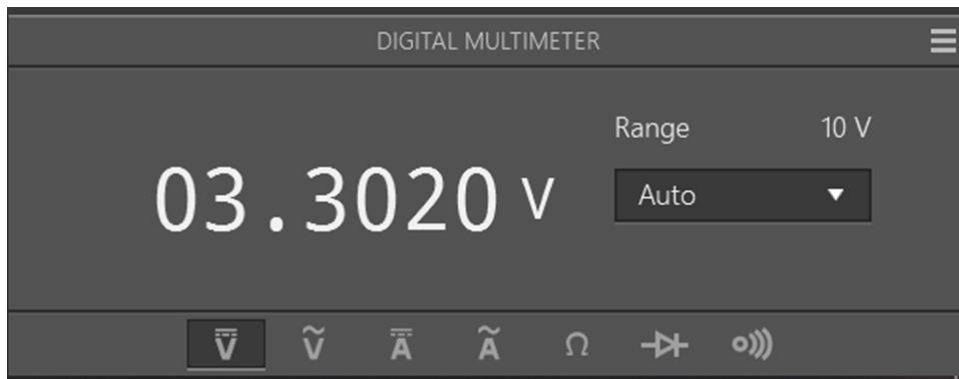 DIGITAL MULTIMETER
Range 10 V
03.3020 V
Auto
V V A A Ω